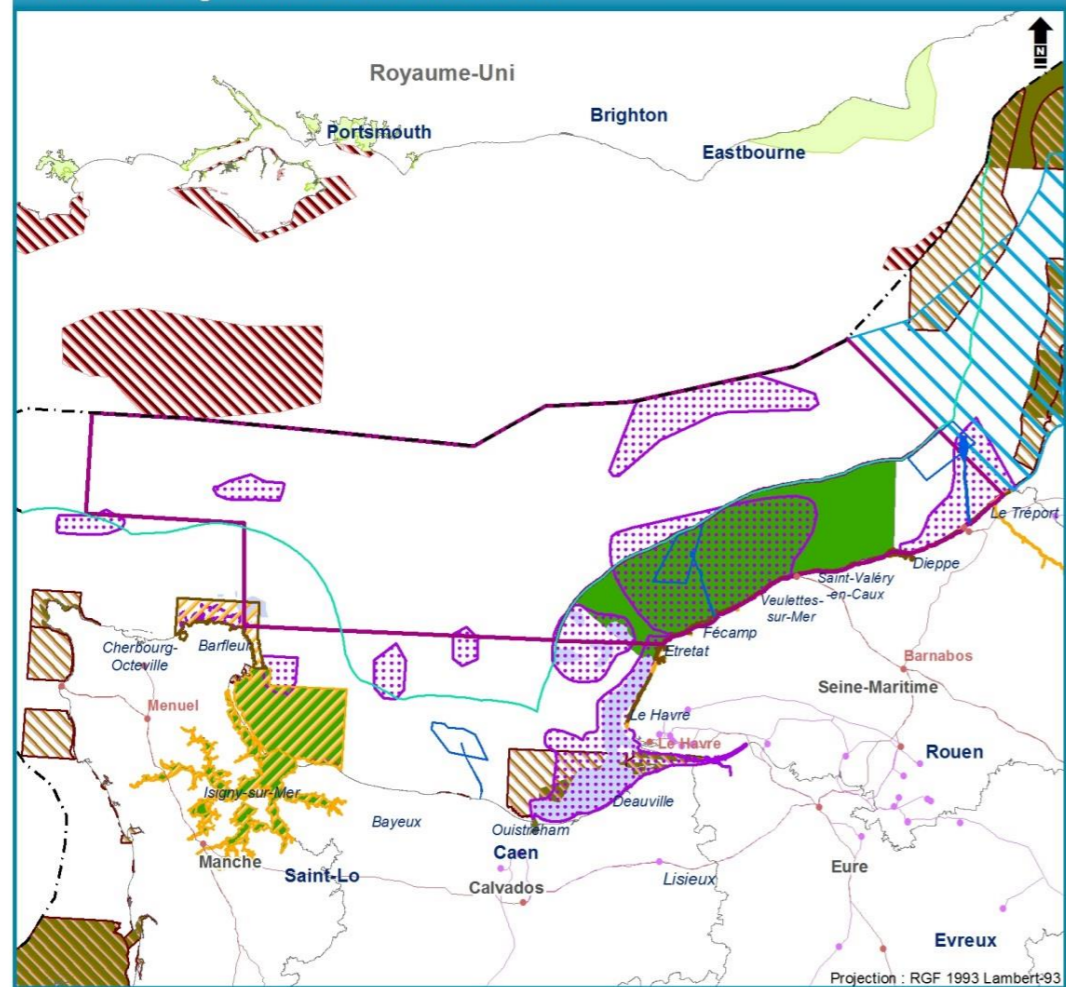 N
Royaume-Uni
Brighton
Portsmouth
Eastbourne
Le Tréport
Dieppe
Saint-Valéry
-en-Caux
Veulettes-
sur-Mer
Fécamp
Etretat
Cherbourg-
Octeville
Barfleur
Barnabos
Seine-Maritime
Menuel
Le Havre
Le Havre
Rouen
Isigny-sur-Mer
Deauville
Bayeux
Ouistreham
Caen
Manche
Saint-Lo
Calvados
Lisieux
Eure
Evreux
Projection : RGF 1993 Lambert-93